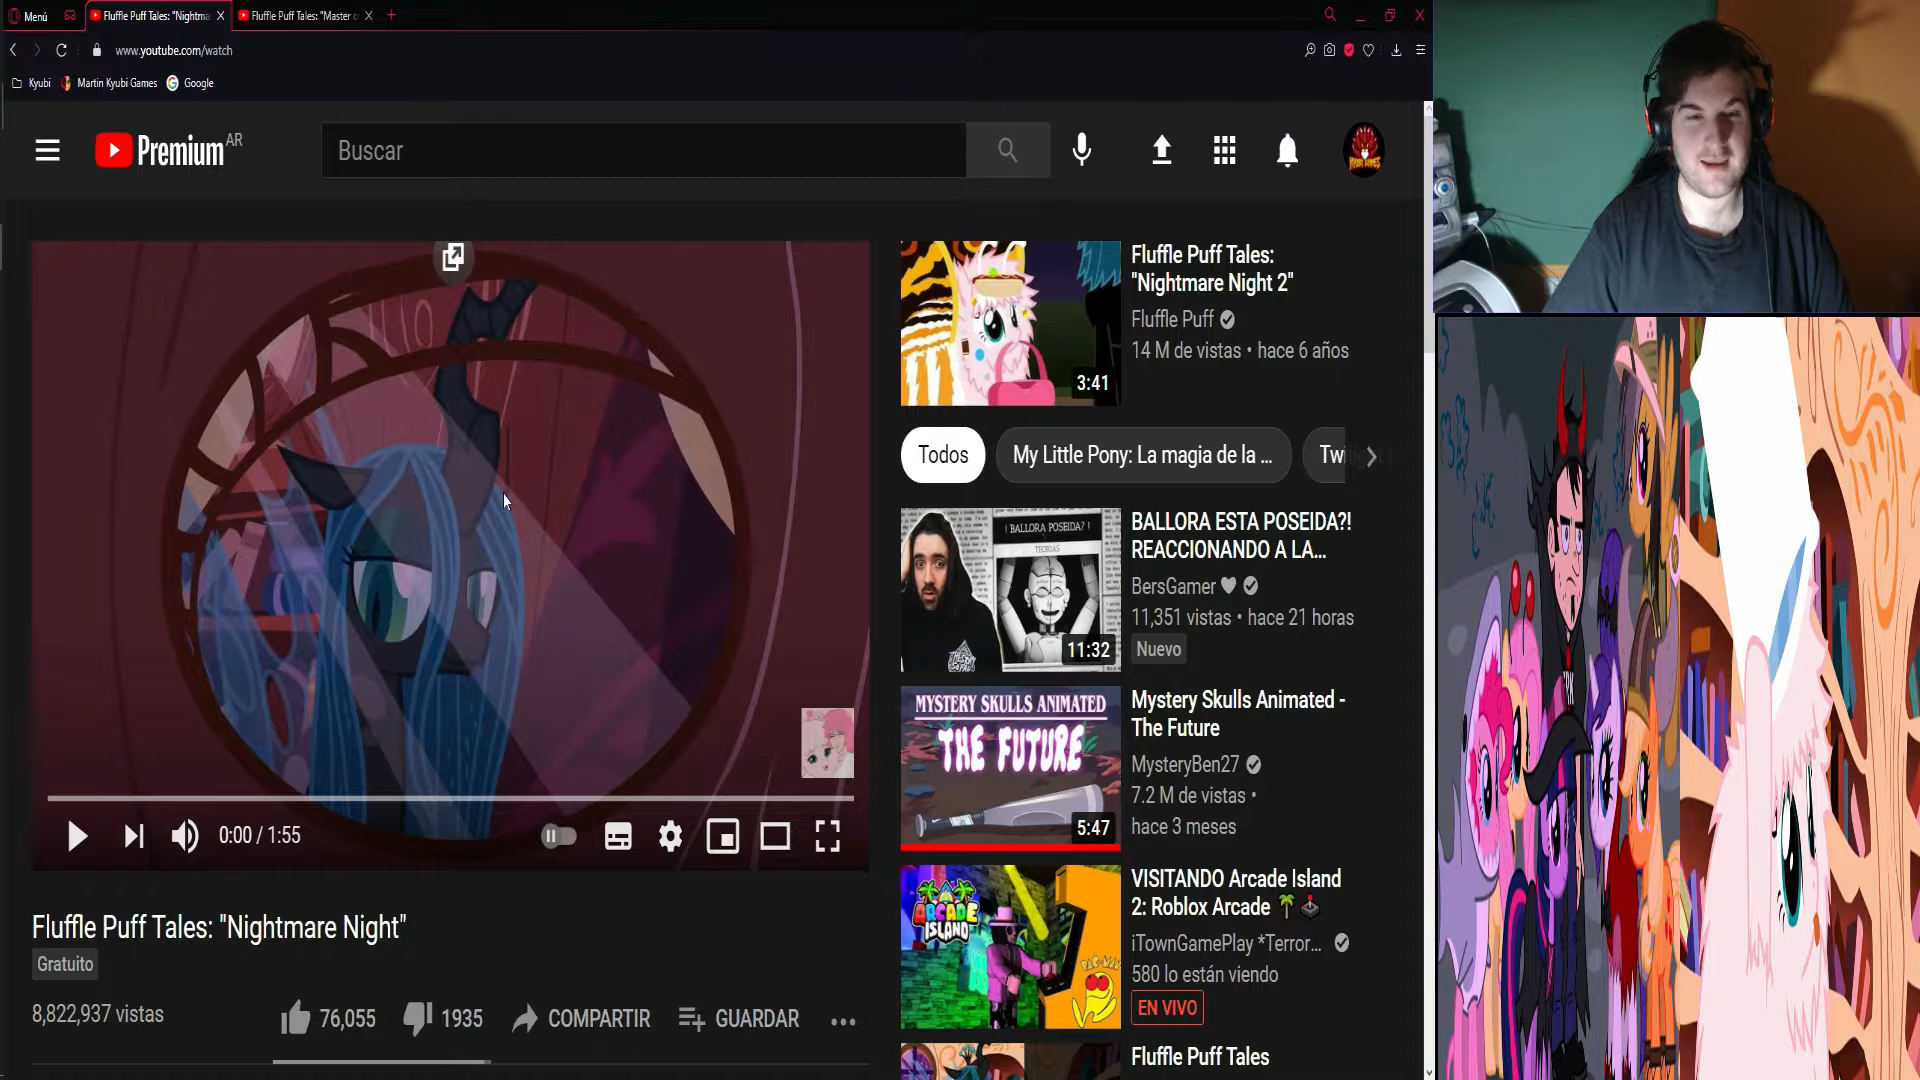 Menú
Fluffle Puff Tales: "Nightma
Fluffle Puff Tales: "Master o
www.youtube.com/watch
Kyubi
Martin Kyubi Games
Google
Premium AR
Buscar
Fluffle Puff Tales:
"Nightmare Night 2"
Fluffle Puff
14 M de vistas • hace 6 años
3:41
Todos
My Little Pony: La magia de la ...
Twi
! BALLORA POSEIDA? !
TEORIAS
11:32
BALLORA ESTA POSEIDA?!
REACCIONANDO A LA...
BersGamer
11,351 vistas • hace 21 horas
Nuevo
MYSTERY SKULLS ANIMATED
THE FUTURE
5:47
Mystery Skulls Animated -
The Future
MysteryBen27
7.2 M de vistas •
hace 3 meses
ARCADE
ISLAND
PAC-MAN
VISITANDO Arcade Island
2: Roblox Arcade
iTownGamePlay *Terror...
580 lo están viendo
EN VIVO
Fluffle Puff Tales
0:00 / 1:55
Fluffle Puff Tales: "Nightmare Night"
Gratuito
8,822,937 vistas
76,055
1935
COMPARTIR
GUARDAR